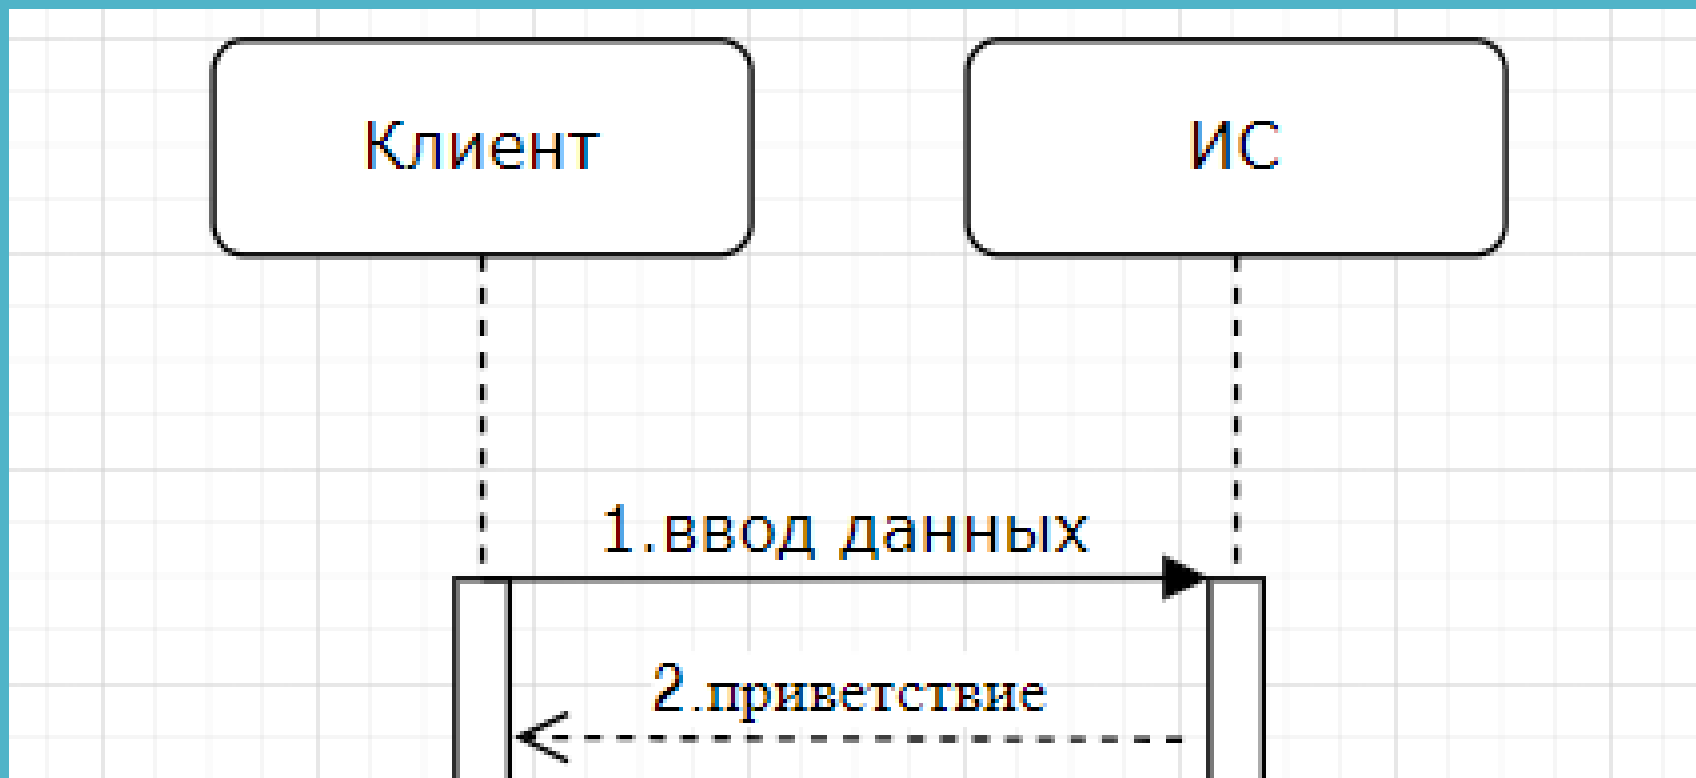 Клиент
ИС
1.ввод данных
2.приветствие